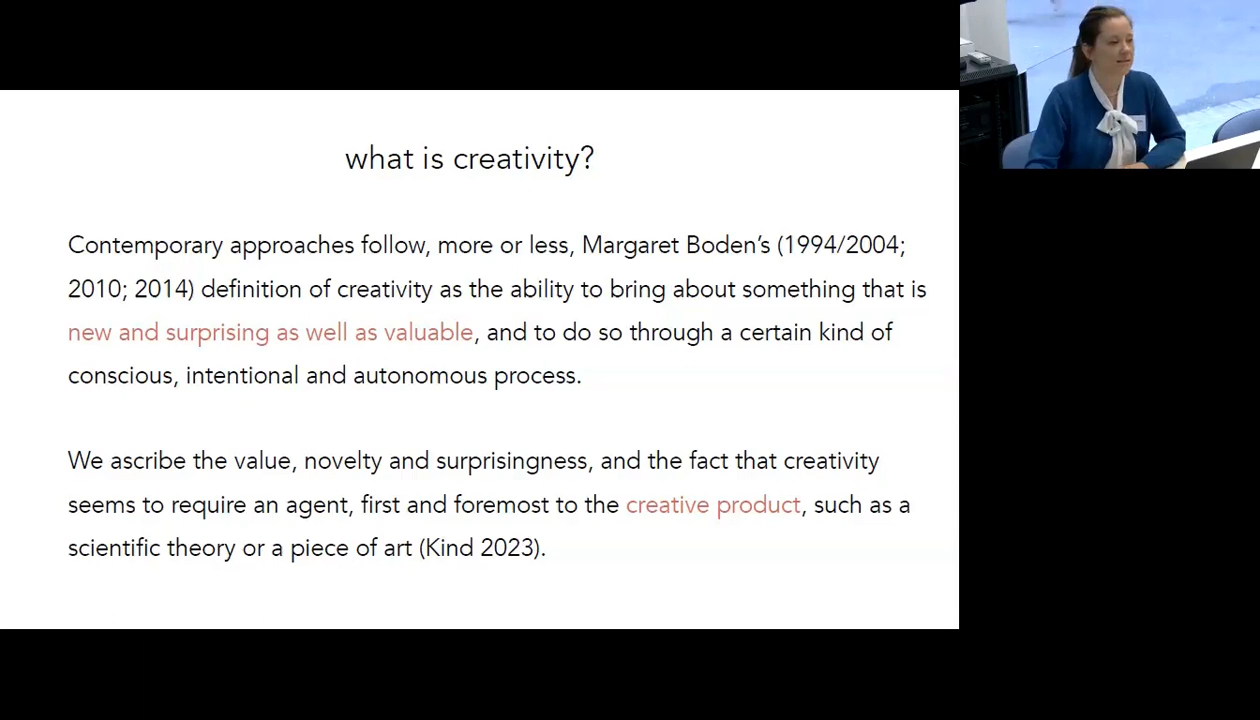 what is creativity?
Contemporary approaches follow, more or less, Margaret Boden's (1994/2004;
2010; 2014) definition of creativity as the ability to bring about something that is
new and surprising as well as valuable, and to do so through a certain kind of
conscious, intentional and autonomous process.
We ascribe the value, novelty and surprisingness, and the fact that creativity
seems to require an agent, first and foremost to the creative product, such as a
scientific theory or a piece of art (Kind 2023).